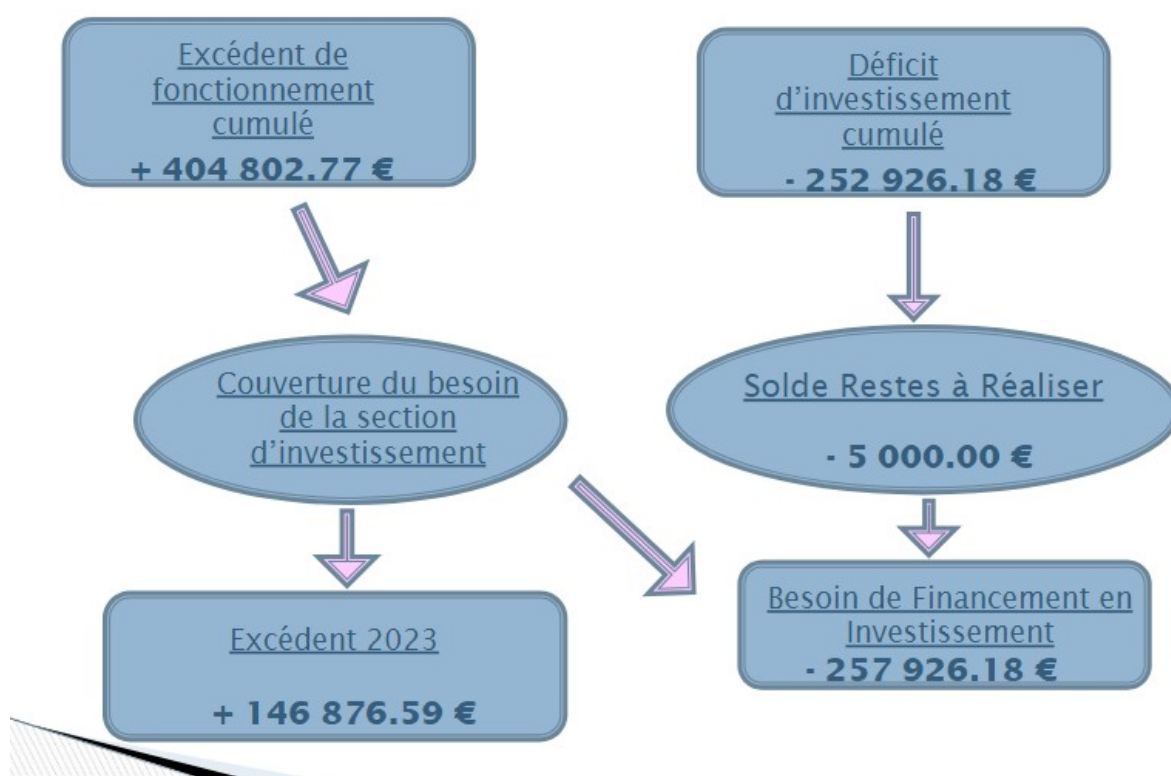 Excédent de
fonctionnement
cumulé
+ 404 802.77 €
Déficit
d’investissement
cumulé
- 252 926.18 €
Couverture du besoin
de la section
d’investissement
Solde Restes à Réaliser
- 5 000.00 €
Excédent 2023
+ 146 876.59 €
Besoin de Financement en
Investissement
- 257 926.18 €